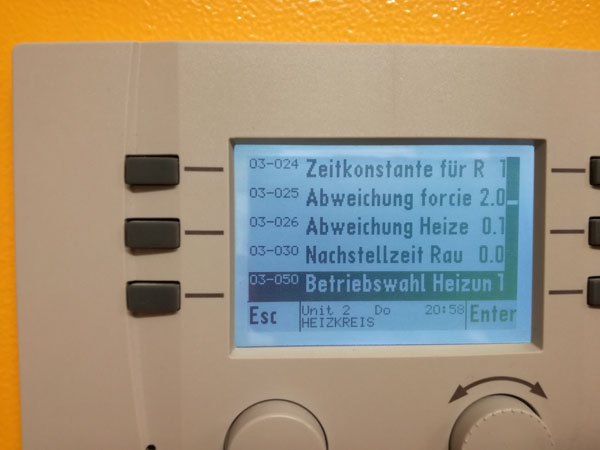 03-024 Zeitkonstante für R 1
03-025 Abweichung forcie 2.0
03-026 Abweichung Heize 0.1
03-030 Nachstellzeit Rau 0.0
03-050 Betriebswahl Heizun 1
Esc Unit 2 Do 20:58 Enter
HEIZKREIS